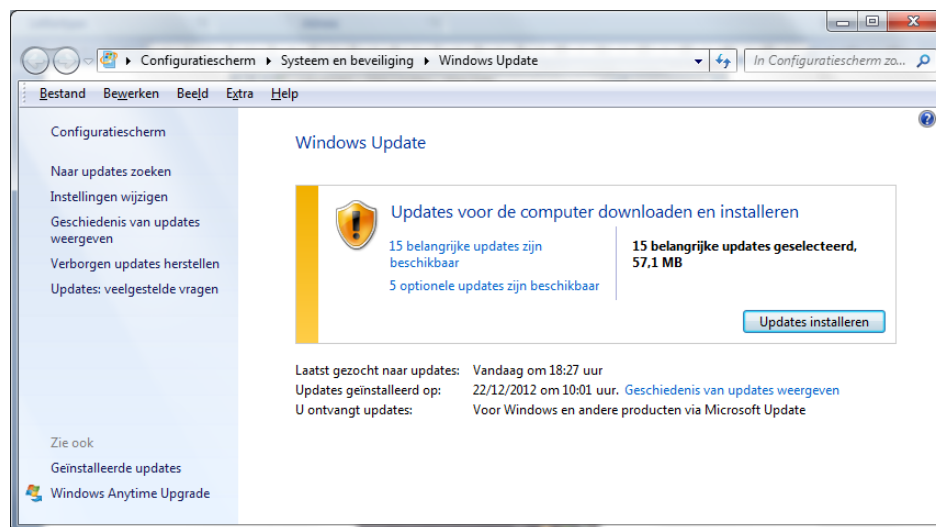 Configuratiescherm ▸ Systeem en beveiliging ▸ Windows Update
In Configuratiescherm zo...
Bestand Bewerken Beeld Extra Help
Configuratiescherm
Naar updates zoeken
Instellingen wijzigen
Geschiedenis van updates
weergeven
Verborgen updates herstellen
Updates: veelgestelde vragen
Zie ook
Geïnstalleerde updates
Windows Anytime Upgrade
Windows Update
Updates voor de computer downloaden en installeren
15 belangrijke updates zijn
beschikbaar
5 optionele updates zijn beschikbaar
15 belangrijke updates geselecteerd,
57,1 MB
Updates installeren
Laatst gezocht naar updates: Vandaag om 18:27 uur
Updates geïnstalleerd op: 22/12/2012 om 10:01 uur. Geschiedenis van updates weergeven
U ontvangt updates: Voor Windows en andere producten via Microsoft Update